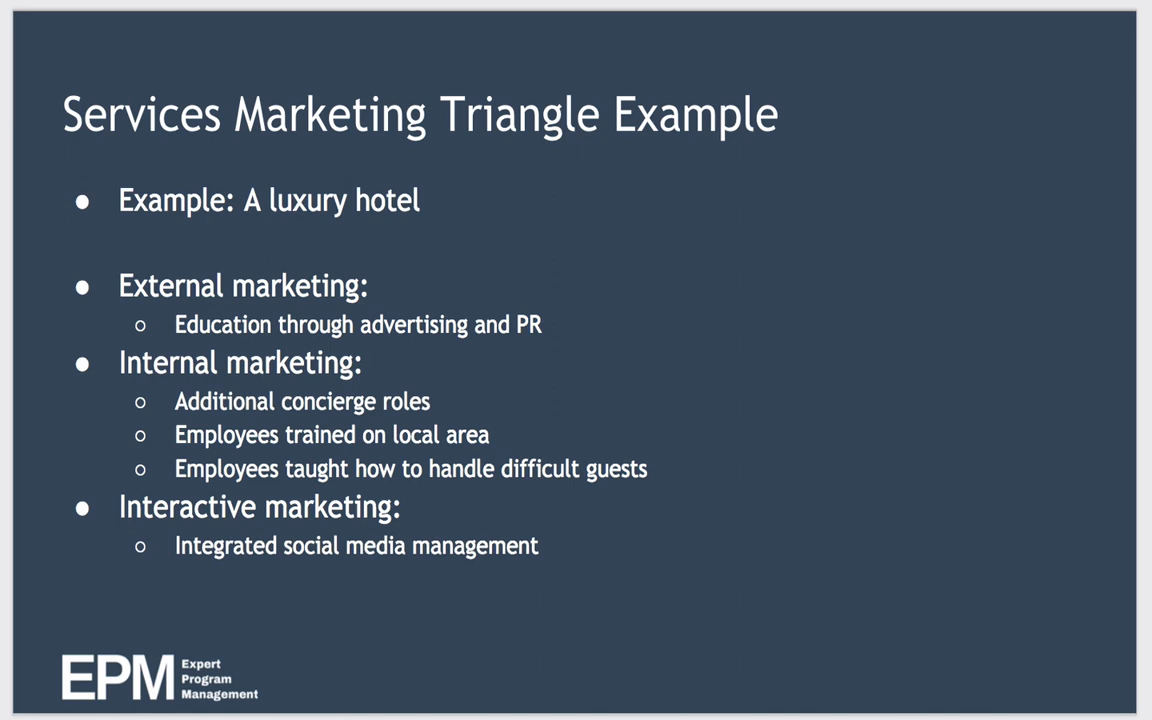 Services Marketing Triangle Example
● Example: A luxury hotel
● External marketing:
○ Education through advertising and PR
● Internal marketing:
○ Additional concierge roles
○ Employees trained on local area
○ Employees taught how to handle difficult guests
● Interactive marketing:
○ Integrated social media management
EPM
Expert
Program
Management